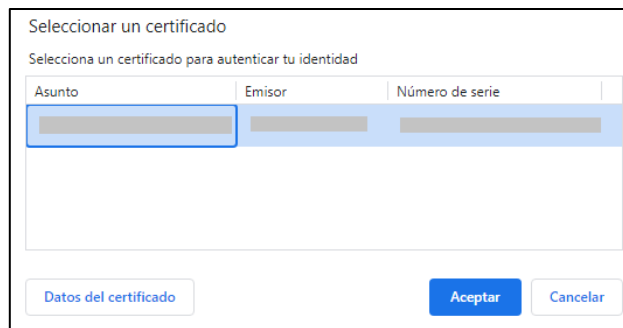 Seleccionar un certificado
Selecciona un certificado para autenticar tu identidad
Asunto Emisor Número de serie
Datos del certificado Aceptar Cancelar